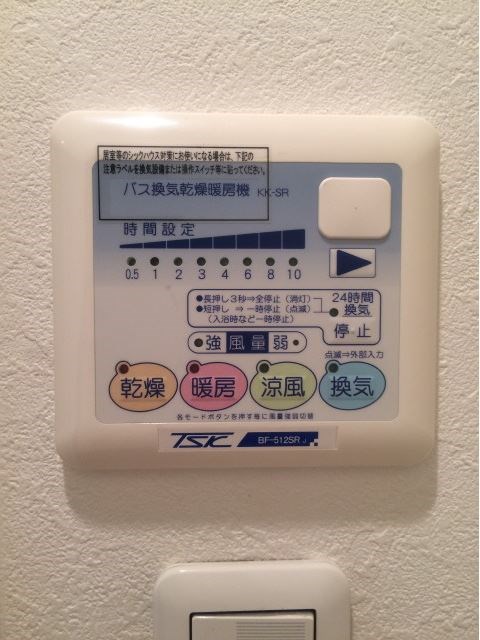 居室等のシックハウス対策にお使いになる場合は、下記の
注意ラベルを換気設備または操作スイッチ等に貼ってください。
バス換気乾燥暖房機 KK-SR
時間設定
0.5 1 2 3 4 6 8 10
●長押し3秒⇒全停止（消灯）
●短押し ⇒一時停止（点滅）
（入浴時など一時停止）
24時間
換気
停止
強 風量 弱
点滅⇒外部入力
乾燥 暖房 涼風 換気
各モードボタンを押す毎に風量強弱切替
TSK BF-512SR J